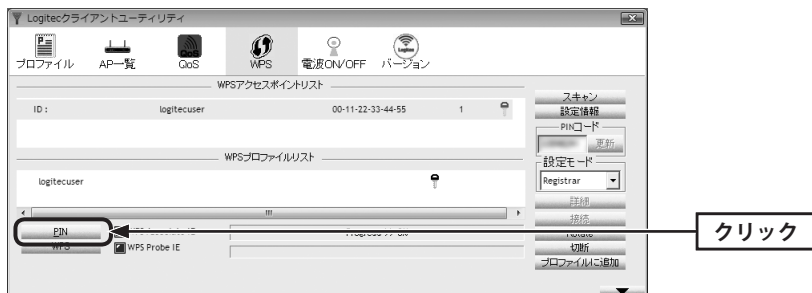 Logitecクライアントユーティリティ
プロファイル AP一覧 QoS WPS 電波ON/OFF バージョン
WPSアクセスポイントリスト
ID : logitecuser 00-11-22-33-44-55 1
WPSプロファイルリスト
logitecuser
スキャン
設定情報
PINコード
更新
設定モード
Registrar
詳細
接続
Rotate
切断
プロファイルに追加
PIN
WPS
WPS Probe IE
クリック